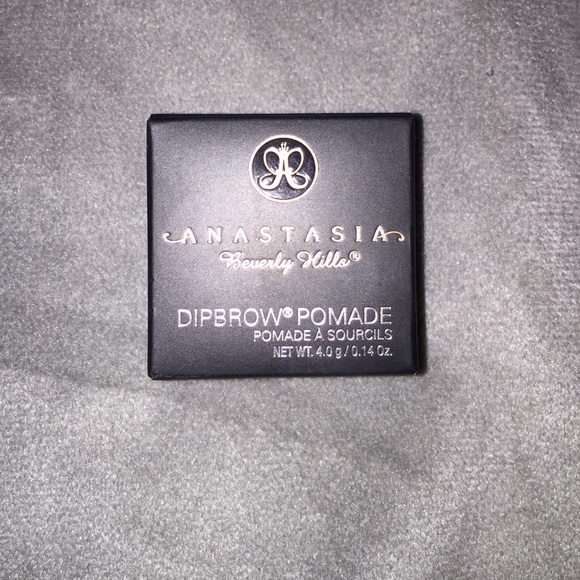 ANASTASIA
Beverly Hills®
DIPBROW® POMADE
POMADE À SOURCILS
NET WT. 4.0 g / 0.14 Oz.